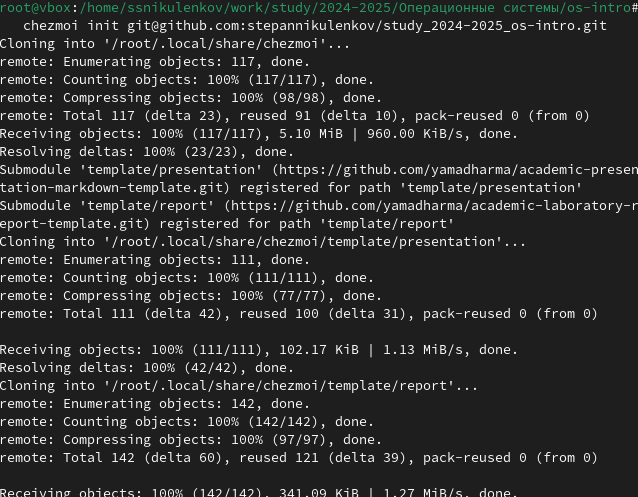 root@vbox:/home/ssnikulenkov/work/study/2024-2025/Операционные системы/os-intro#
chezmoi init git@github.com:stepannikulenkov/study_2024-2025_os-intro.git
Cloning into '/root/.local/share/chezmoi'...
remote: Enumerating objects: 117, done.
remote: Counting objects: 100% (117/117), done.
remote: Compressing objects: 100% (98/98), done.
remote: Total 117 (delta 23), reused 91 (delta 10), pack-reused 0 (from 0)
Receiving objects: 100% (117/117), 5.10 MiB | 960.00 KiB/s, done.
Resolving deltas: 100% (23/23), done.
Submodule 'template/presentation' (https://github.com/yamadharma/academic-presen
tation-markdown-template.git) registered for path 'template/presentation'
Submodule 'template/report' (https://github.com/yamadharma/academic-laboratory-r
eport-template.git) registered for path 'template/report'
Cloning into '/root/.local/share/chezmoi/template/presentation'...
remote: Enumerating objects: 111, done.
remote: Counting objects: 100% (111/111), done.
remote: Compressing objects: 100% (77/77), done.
remote: Total 111 (delta 42), reused 100 (delta 31), pack-reused 0 (from 0)
Receiving objects: 100% (111/111), 102.17 KiB | 1.13 MiB/s, done.
Resolving deltas: 100% (42/42), done.
Cloning into '/root/.local/share/chezmoi/template/report'...
remote: Enumerating objects: 142, done.
remote: Counting objects: 100% (142/142), done.
remote: Compressing objects: 100% (97/97), done.
remote: Total 142 (delta 60), reused 121 (delta 39), pack-reused 0 (from 0)
Receiving objects: 100% (142/142), 341.09 KiB | 1.27 MiB/s, done.